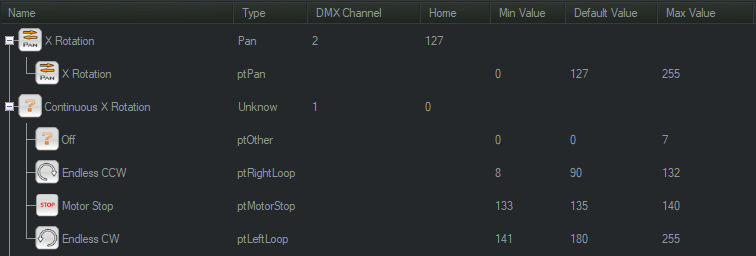 Name Type DMX Channel Home Min Value Default Value Max Value
PAN X Rotation Pan 2 127
PAN X Rotation ptPan 0 127 255
? Continuous X Rotation Unknow 1 0
? Off ptOther 0 0 7
Endless CCW ptRightLoop 8 90 132
STOP Motor Stop ptMotorStop 133 135 140
Endless CW ptLeftLoop 141 180 255